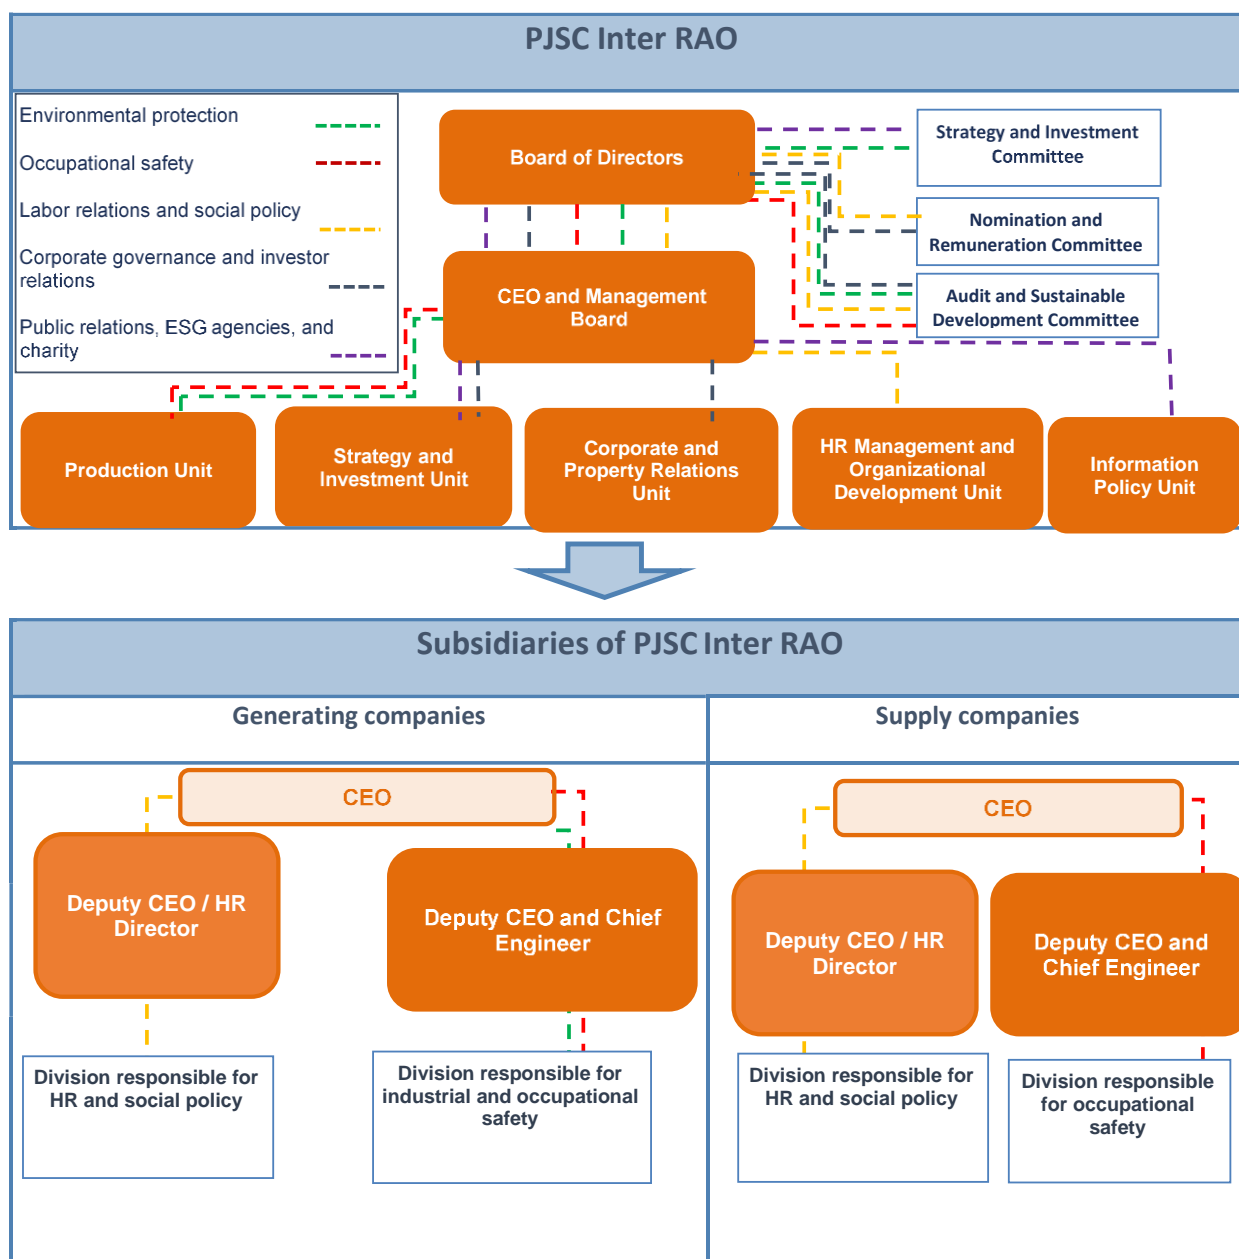 PJSC Inter RAO
Environmental protection
Occupational safety
Labor relations and social policy
Corporate governance and investor
relations
Public relations, ESG agencies, and
charity
Board of Directors
Strategy and Investment
Committee
Nomination and
Remuneration Committee
Audit and Sustainable
Development Committee
CEO and Management
Board
Production Unit
Strategy and
Investment Unit
Corporate and
Property Relations
Unit
HR Management and
Organizational
Development Unit
Information
Policy Unit
Subsidiaries of PJSC Inter RAO
Generating companies
Supply companies
CEO
Deputy CEO / HR
Director
Deputy CEO and Chief
Engineer
Division responsible for
HR and social policy
Division responsible for
industrial and occupational
safety
CEO
Deputy CEO / HR
Director
Deputy CEO and
Chief Engineer
Division responsible for
HR and social policy
Division responsible
for occupational
safety